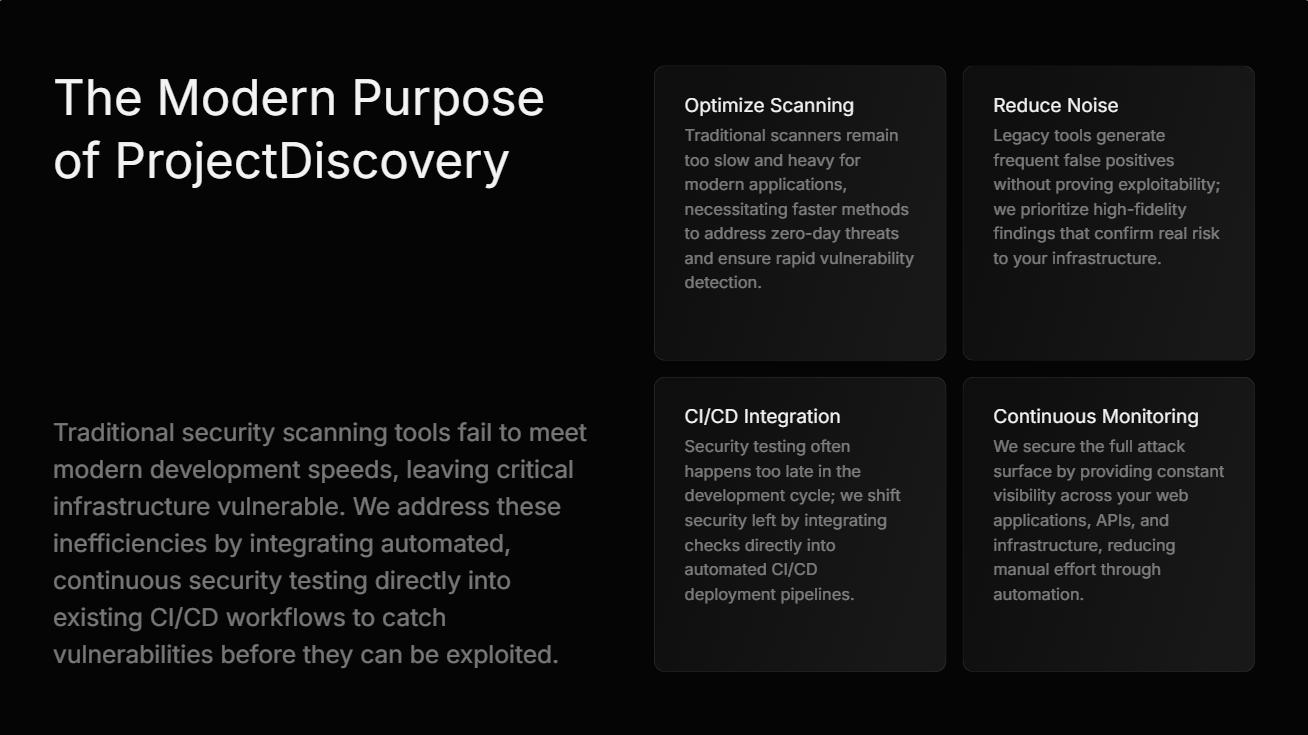 The Modern Purpose
of ProjectDiscovery
Traditional security scanning tools fail to meet
modern development speeds, leaving critical
infrastructure vulnerable. We address these
inefficiencies by integrating automated,
continuous security testing directly into
existing CI/CD workflows to catch
vulnerabilities before they can be exploited.
Optimize Scanning
Traditional scanners remain
too slow and heavy for
modern applications,
necessitating faster methods
to address zero-day threats
and ensure rapid vulnerability
detection.
Reduce Noise
Legacy tools generate
frequent false positives
without proving exploitability;
we prioritize high-fidelity
findings that confirm real risk
to your infrastructure.
CI/CD Integration
Security testing often
happens too late in the
development cycle; we shift
security left by integrating
checks directly into
automated CI/CD
deployment pipelines.
Continuous Monitoring
We secure the full attack
surface by providing constant
visibility across your web
applications, APIs, and
infrastructure, reducing
manual effort through
automation.